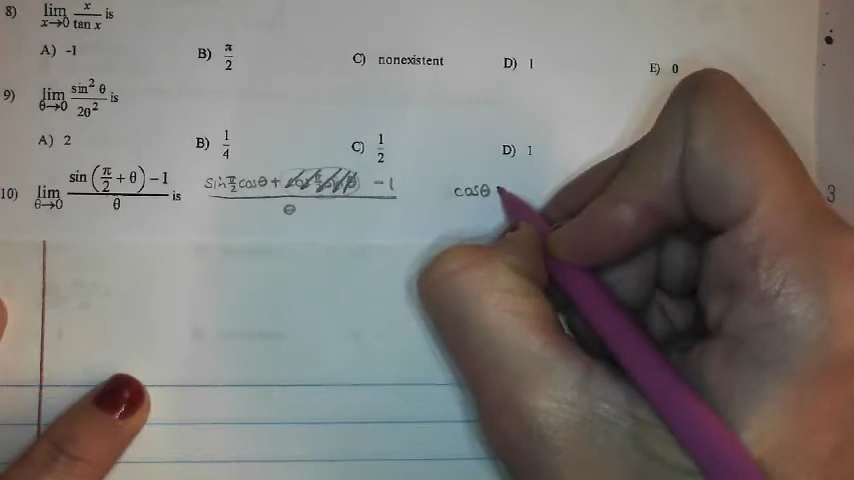 8) lim x→0 x/tan x is
A) -1 B) π/2 C) nonexistent D) 1 E) 0
9) lim θ→0 sin² θ/2θ² is
A) 2 B) 1/4 C) 1/2 D) 1
10) lim θ→0 (sin (π/2 + θ) – 1)/θ is (sin π/2 cosθ + – 1)/θ cosθ
3